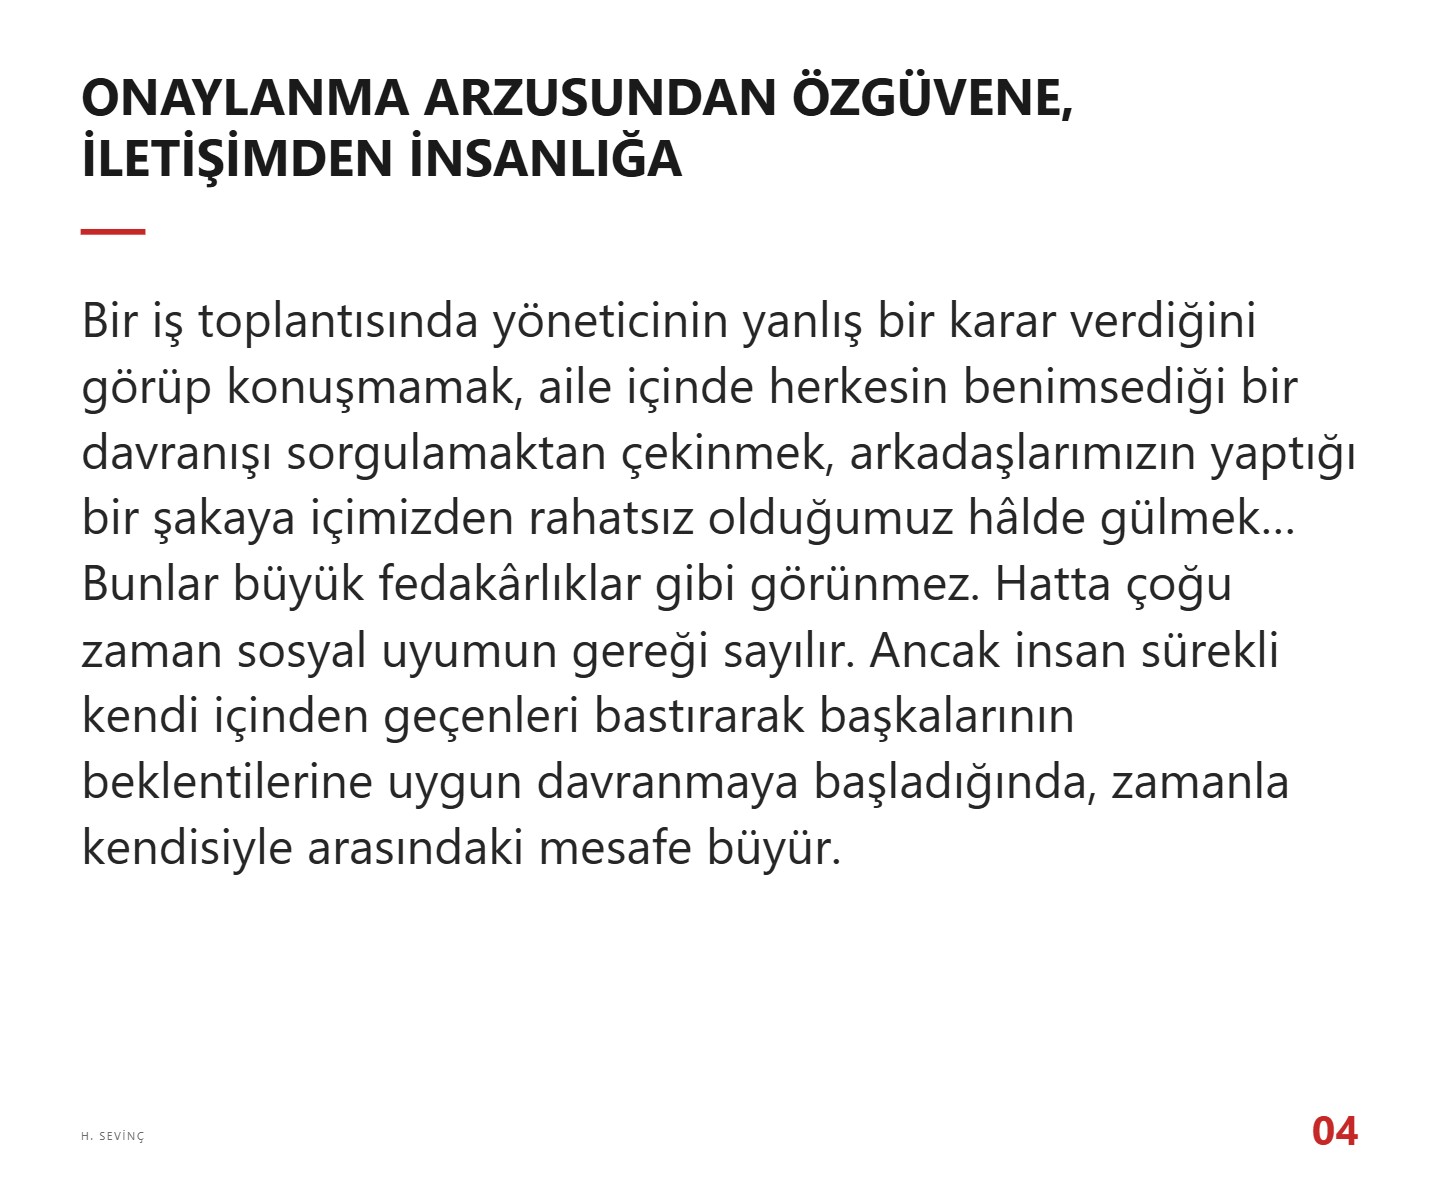 ONAYLANMA ARZUSUNDAN ÖZGÜVENE,
İLETİŞİMDEN İNSANLIĞA
Bir iş toplantısında yöneticinin yanlış bir karar verdiğini
görüp konuşmamak, aile içinde herkesin benimsediği bir
davranışı sorgulamaktan çekinmek, arkadaşlarımızın yaptığı
bir şakaya içimizden rahatsız olduğumuz hâlde gülmek…
Bunlar büyük fedakârlıklar gibi görünmez. Hatta çoğu
zaman sosyal uyumun gereği sayılır. Ancak insan sürekli
kendi içinden geçenleri bastırarak başkalarının
beklentilerine uygun davranmaya başladığında, zamanla
kendisiyle arasındaki mesafe büyür.
H. SEVİNÇ
04